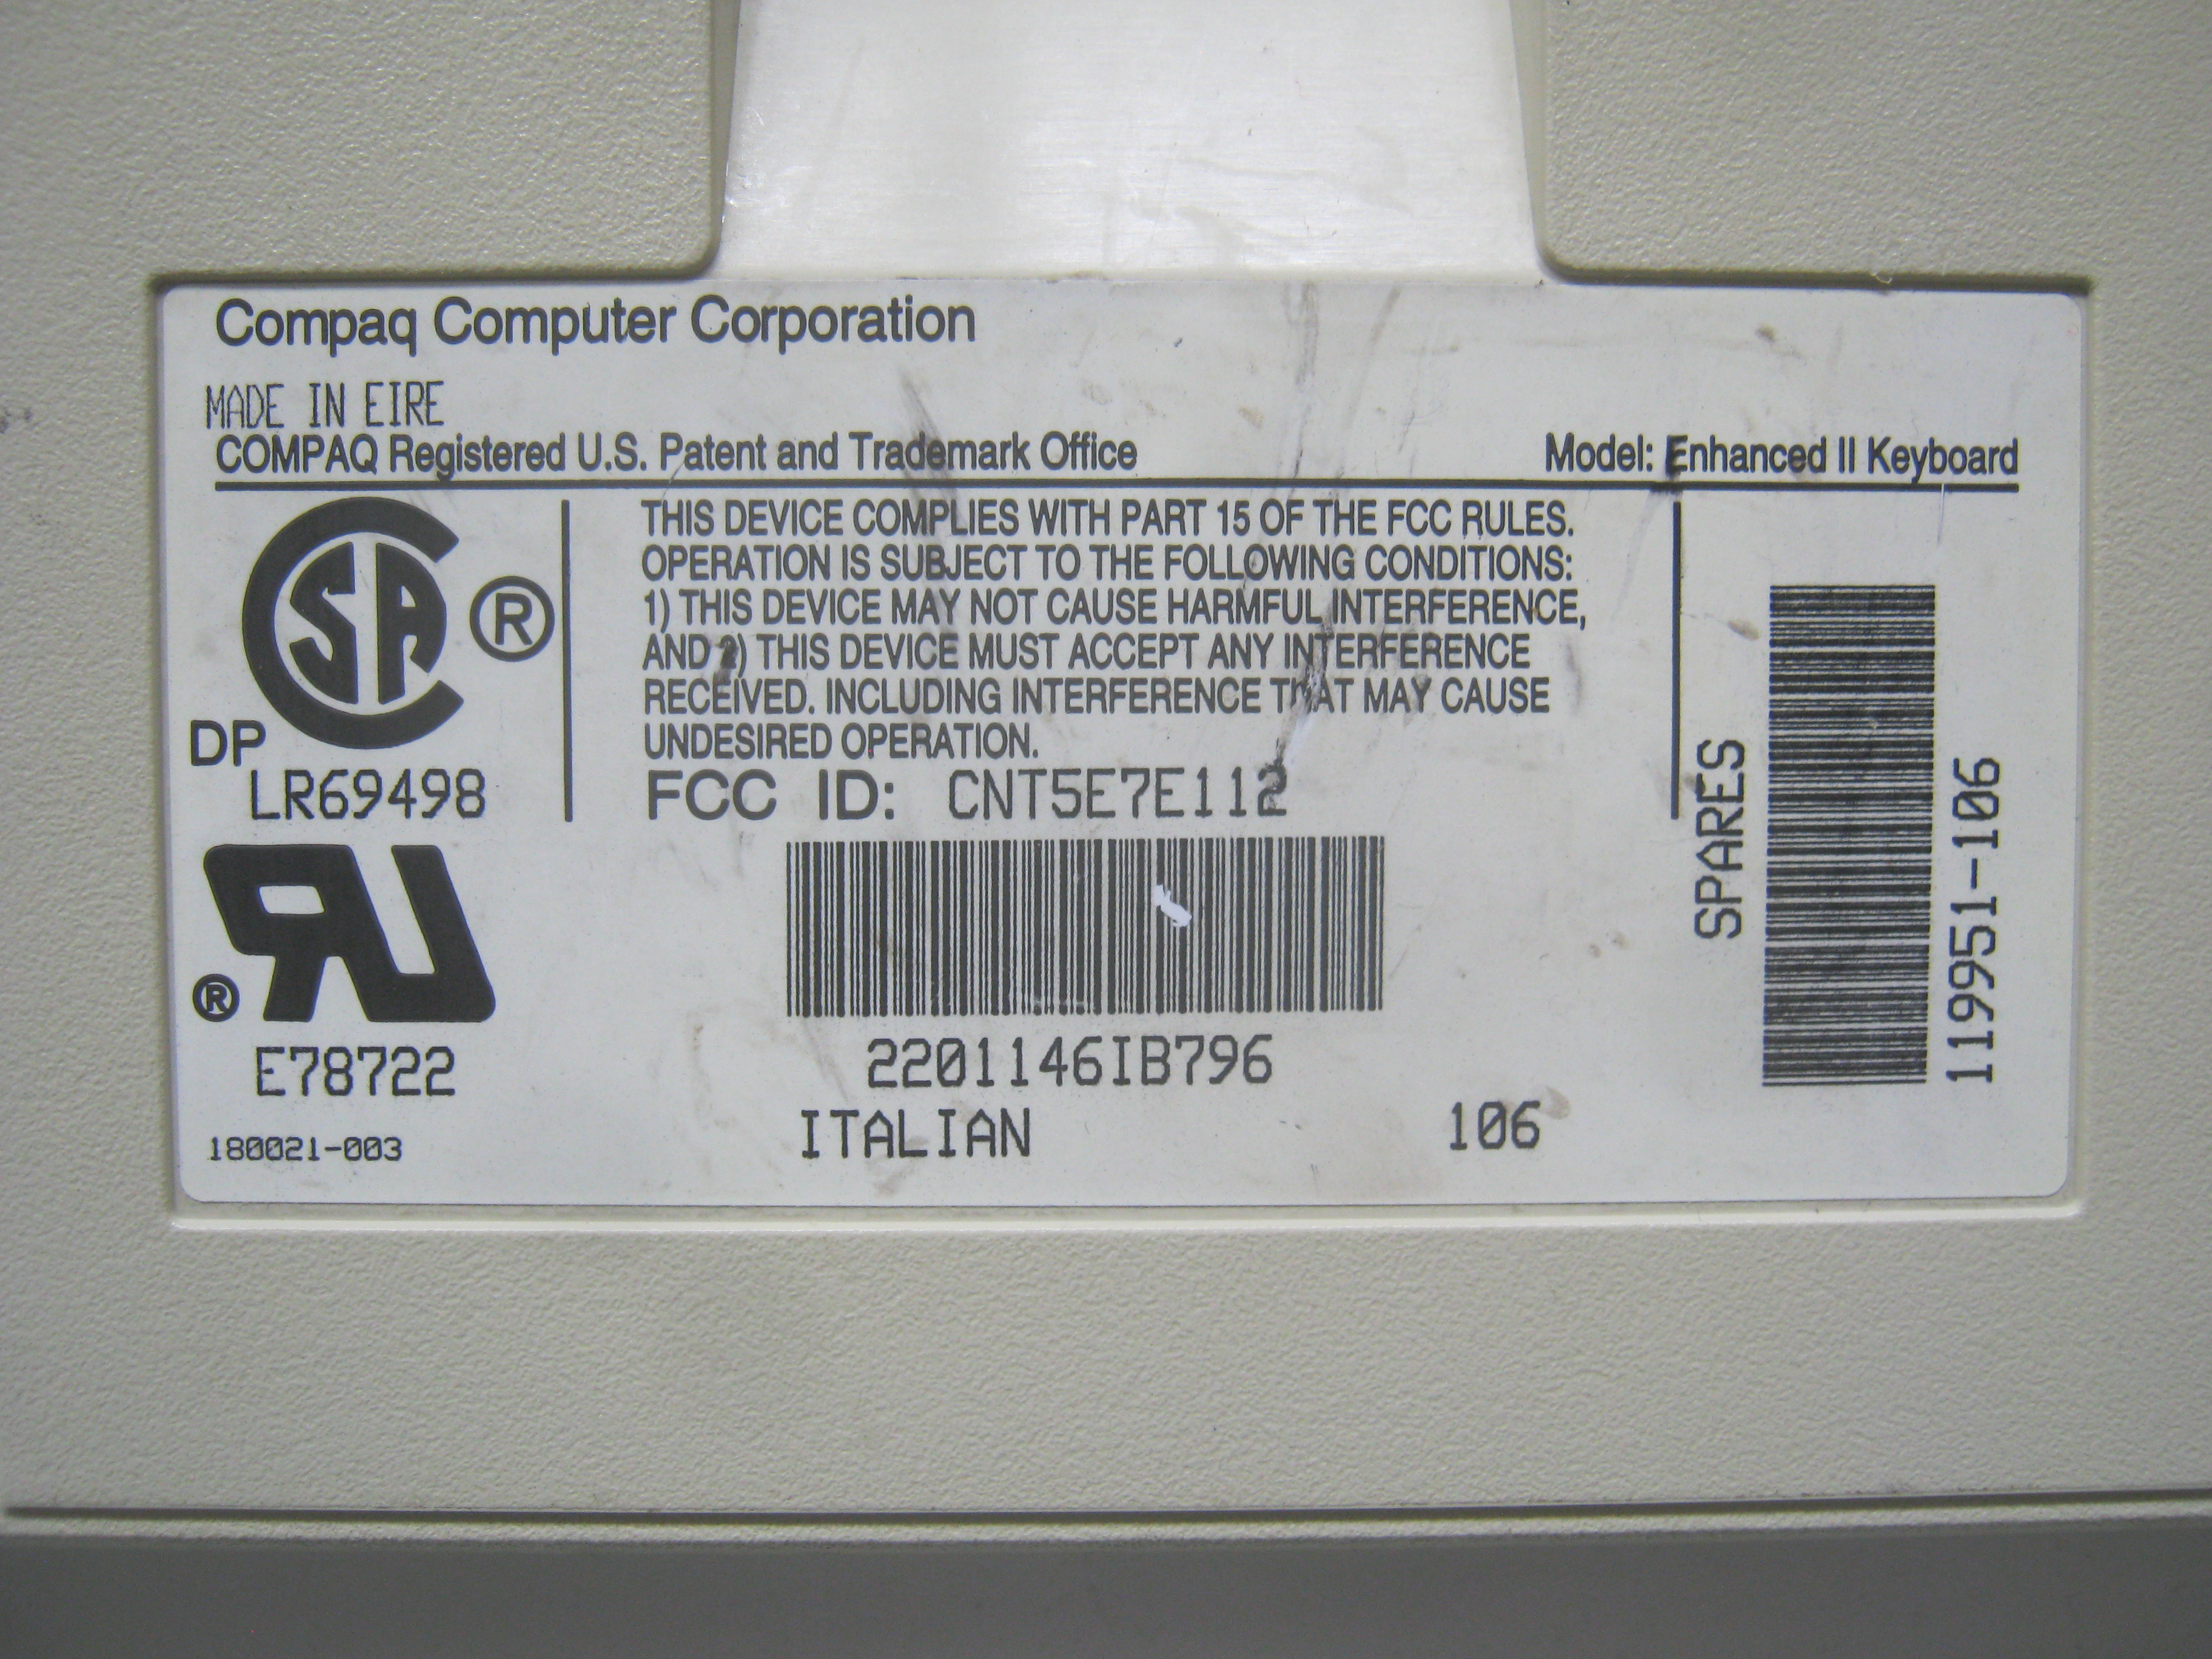 Compaq Computer Corporation
MADE IN EIRE
COMPAQ Registered U.S. Patent and Trademark Office
Model: Enhanced II Keyboard
SA ®
DP
LR69498
THIS DEVICE COMPLIES WITH PART 15 OF THE FCC RULES.
OPERATION IS SUBJECT TO THE FOLLOWING CONDITIONS:
1) THIS DEVICE MAY NOT CAUSE HARMFUL INTERFERENCE,
AND 2) THIS DEVICE MUST ACCEPT ANY INTERFERENCE
RECEIVED. INCLUDING INTERFERENCE THAT MAY CAUSE
UNDESIRED OPERATION.
FCC ID: CNT5E7E112
® RU
E78722
180021-003
2201146IB796
ITALIAN 106
SPARES
119951-106